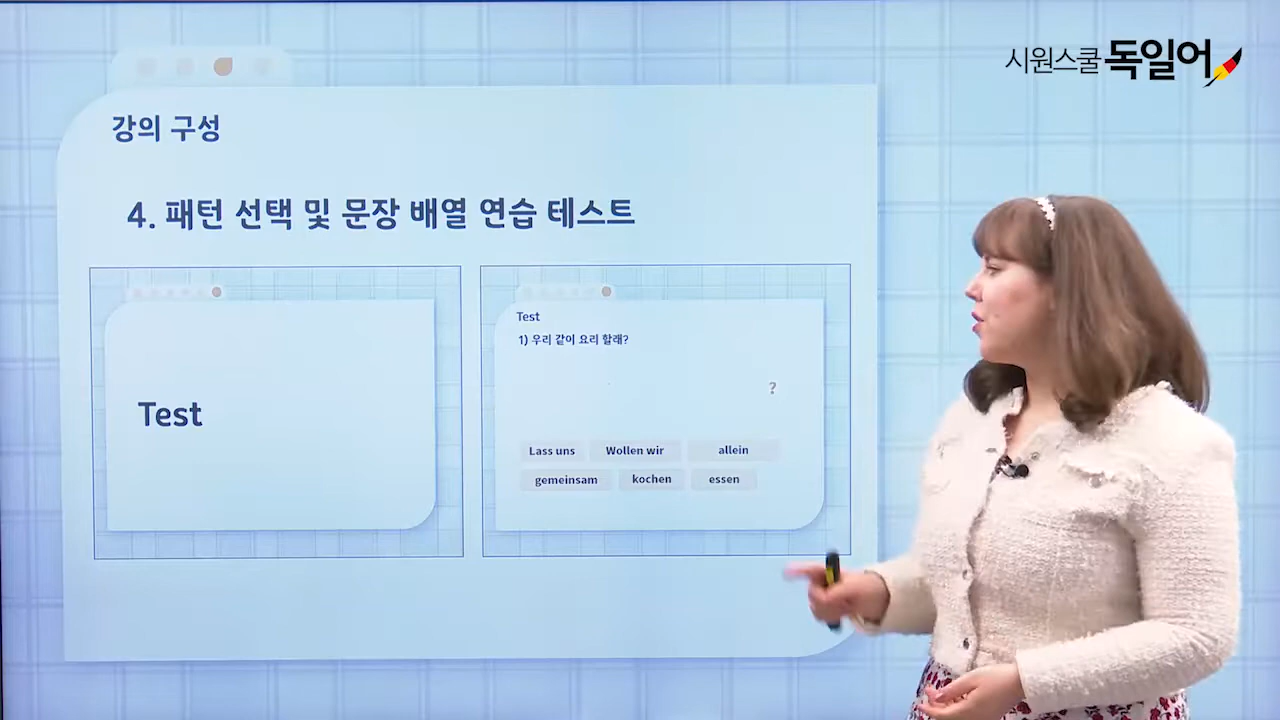 시원스쿨 독일어
강의 구성
4. 패턴 선택 및 문장 배열 연습 테스트
Test
Test
1) 우리 같이 요리 할래?
?
Lass uns Wollen wir allein
gemeinsam kochen essen